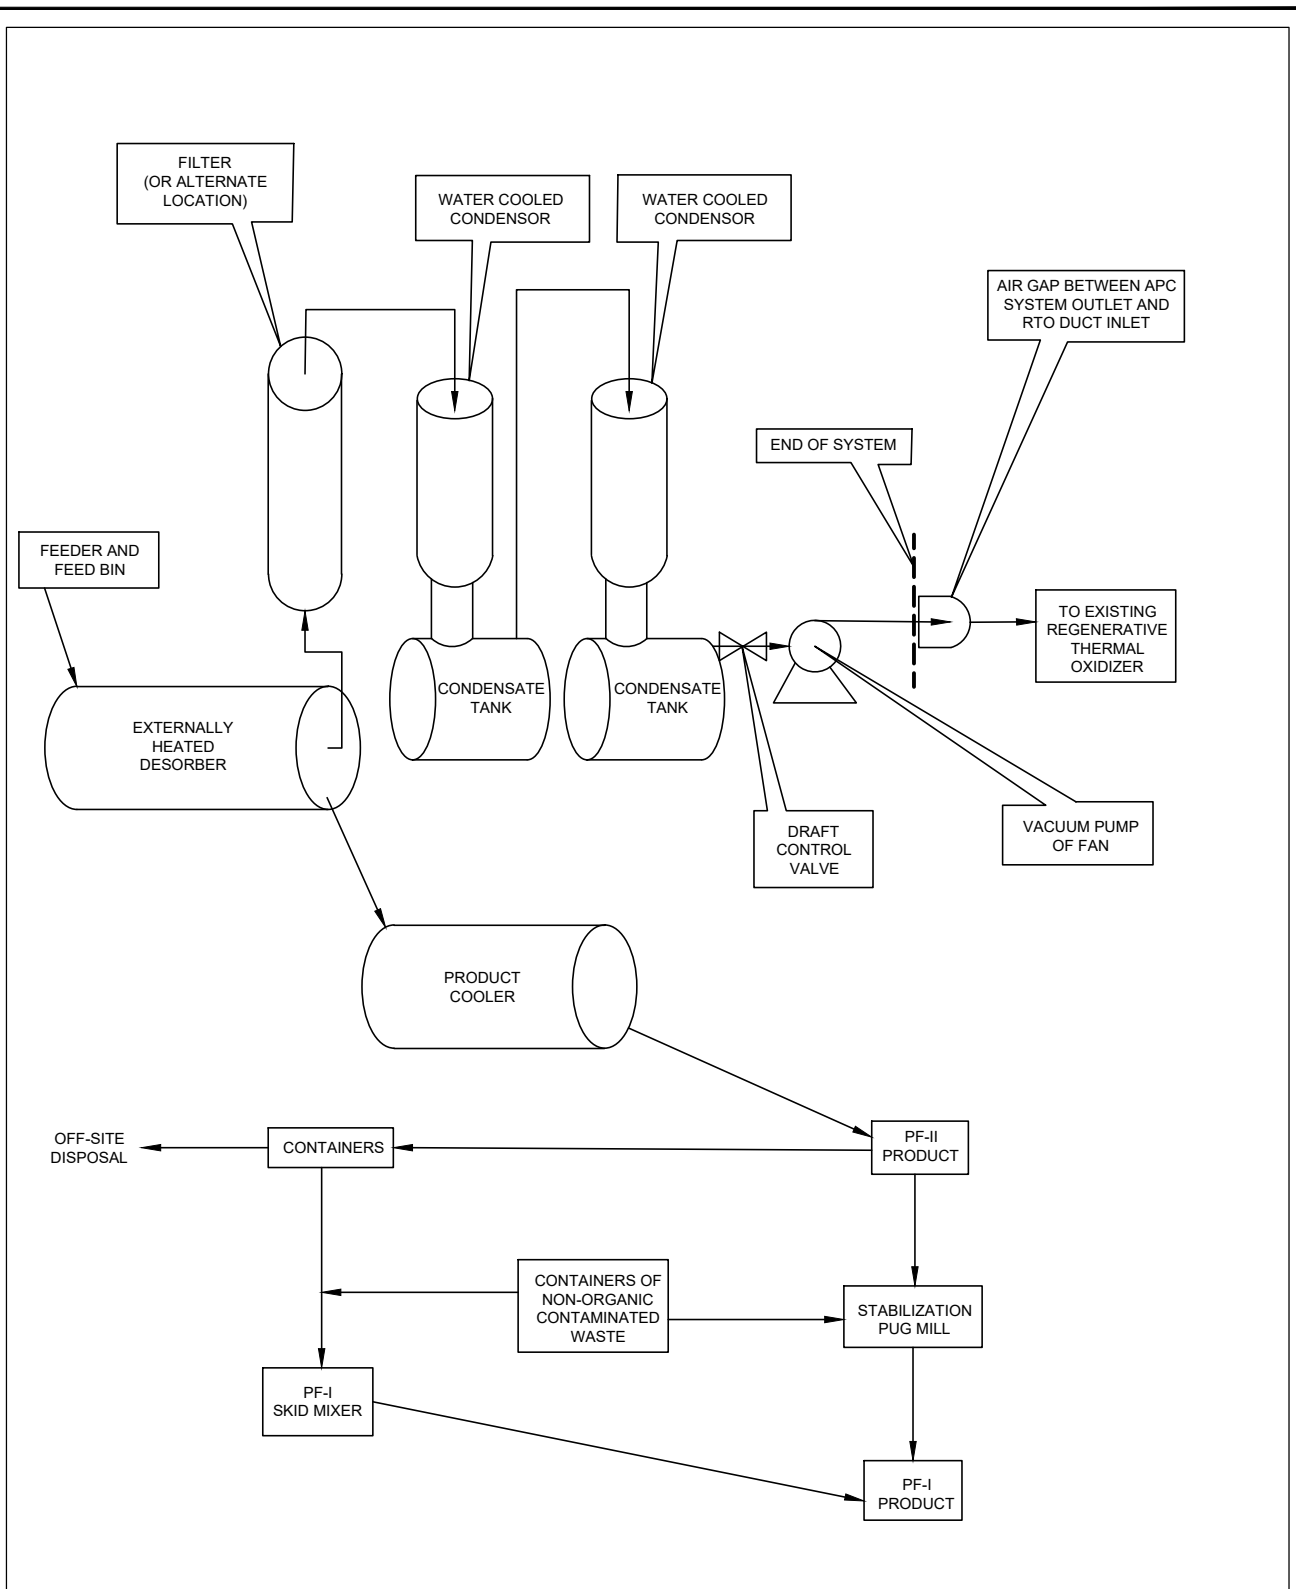 FILTER
(OR ALTERNATE
LOCATION)
WATER COOLED
CONDENSOR
WATER COOLED
CONDENSOR
AIR GAP BETWEEN APC
SYSTEM OUTLET AND
RTO DUCT INLET
END OF SYSTEM
FEEDER AND
FEED BIN
TO EXISTING
REGENERATIVE
THERMAL
OXIDIZER
CONDENSATE
TANK
CONDENSATE
TANK
EXTERNALLY
HEATED
DESORBER
DRAFT
CONTROL
VALVE
VACUUM PUMP
OF FAN
PRODUCT
COOLER
OFF-SITE
DISPOSAL
CONTAINERS
PF-II
PRODUCT
CONTAINERS OF
NON-ORGANIC
CONTAMINATED
WASTE
STABILIZATION
PUG MILL
PF-I
SKID MIXER
PF-I
PRODUCT